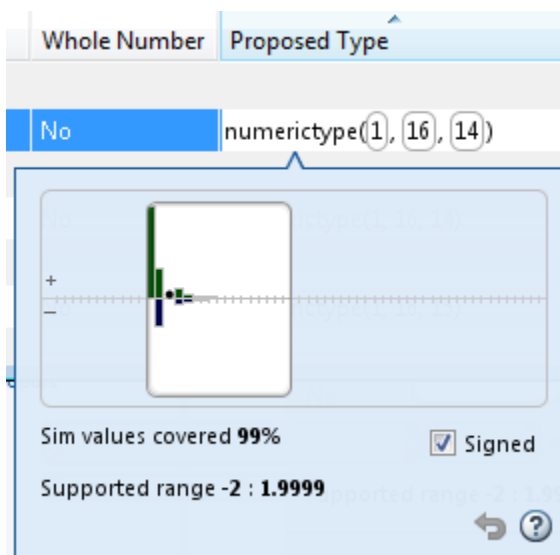 Whole Number Proposed Type
No numerictype(1, 16, 14)
+
−
Sim values covered 99%
Signed
Supported range -2 : 1.9999
?